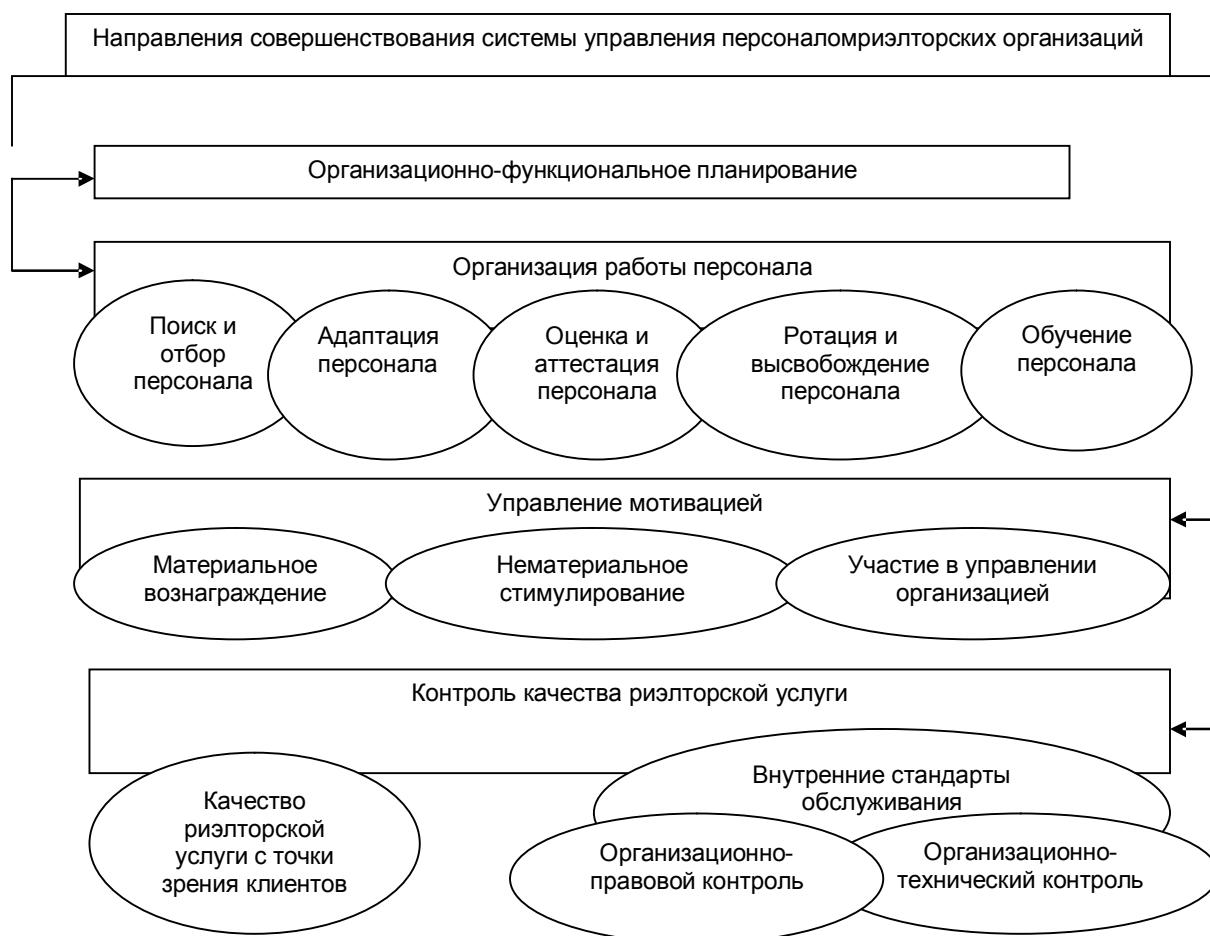 Направления совершенствования системы управления персоналомриэлторских организаций
Организационно-функциональное планирование
Организация работы персонала
Поиск и
отбор
персонала
Адаптация
персонала
Оценка и
аттестация
персонала
Ротация и
высвобождение
персонала
Обучение
персонала
Управление мотивацией
Материальное
вознаграждение
Нематериальное
стимулирование
Участие в управлении
организацией
Контроль качества риэлторской услуги
Качество
риэлторской
услуги с точки
зрения клиентов
Внутренние стандарты
обслуживания
Организационно-
правовой контроль
Организационно-
технический контроль